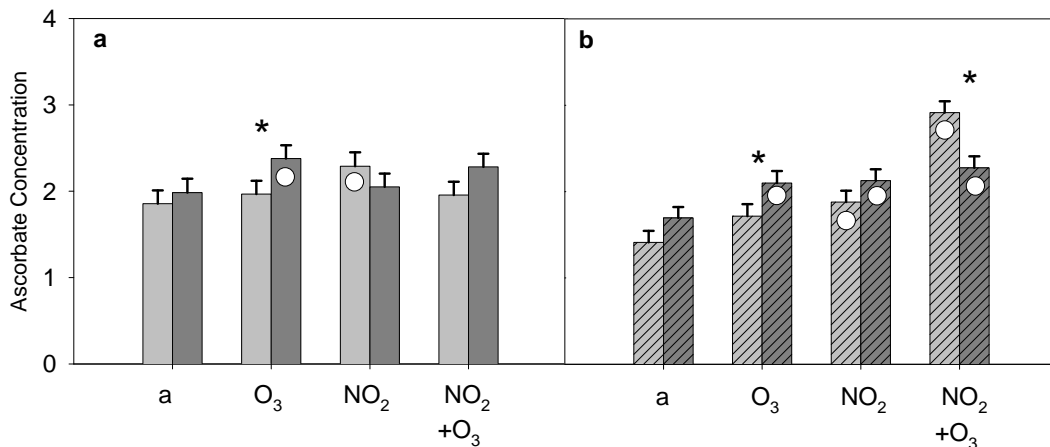 Ascorbate Concentration
4
3
2
1
0
a
*
a O₃ NO₂ NO₂
+O₃
b
*
*
a O₃ NO₂ NO₂
+O₃